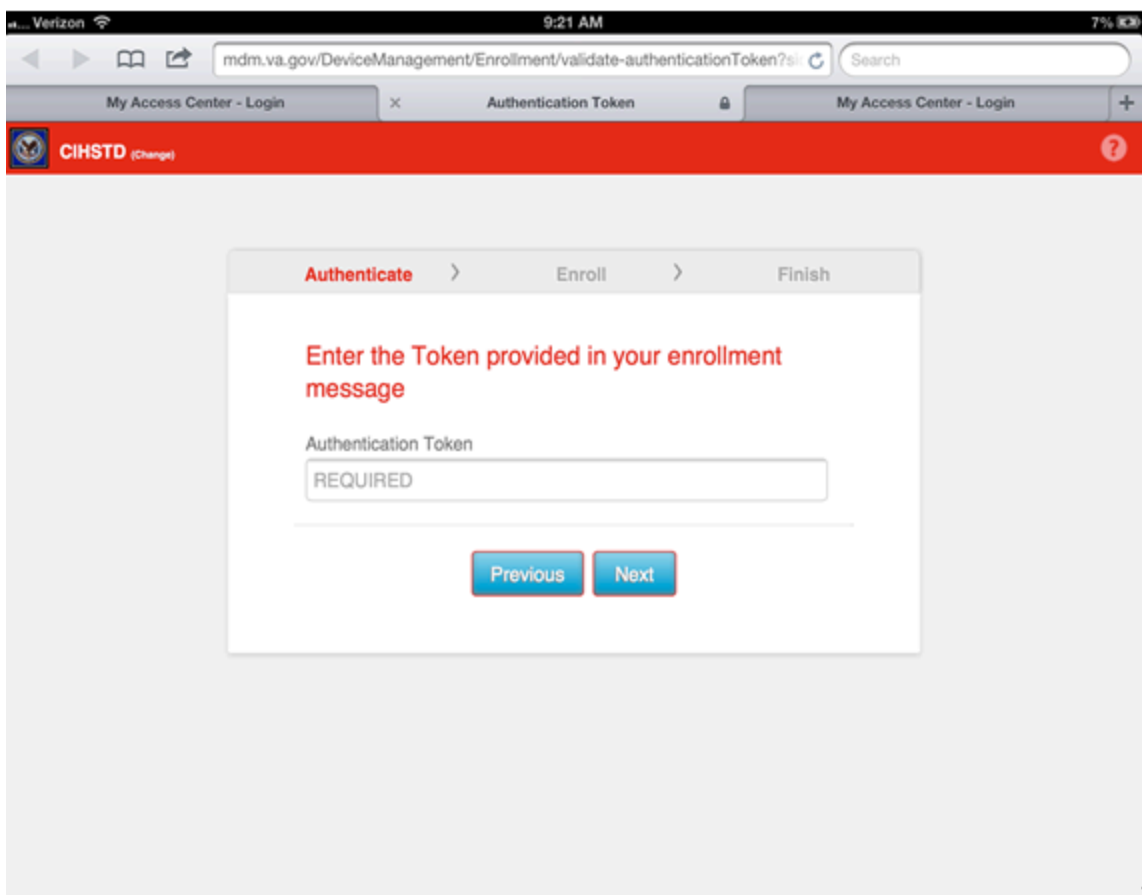 Verizon 9:21 AM 7%
mdm.va.gov/DeviceManagement/Enrollment/validate-authenticationToken? Search
My Access Center - Login × Authentication Token My Access Center - Login +
CIHSTD (Change) ?
Authenticate > Enroll > Finish
Enter the Token provided in your enrollment
message
Authentication Token
REQUIRED
Previous Next